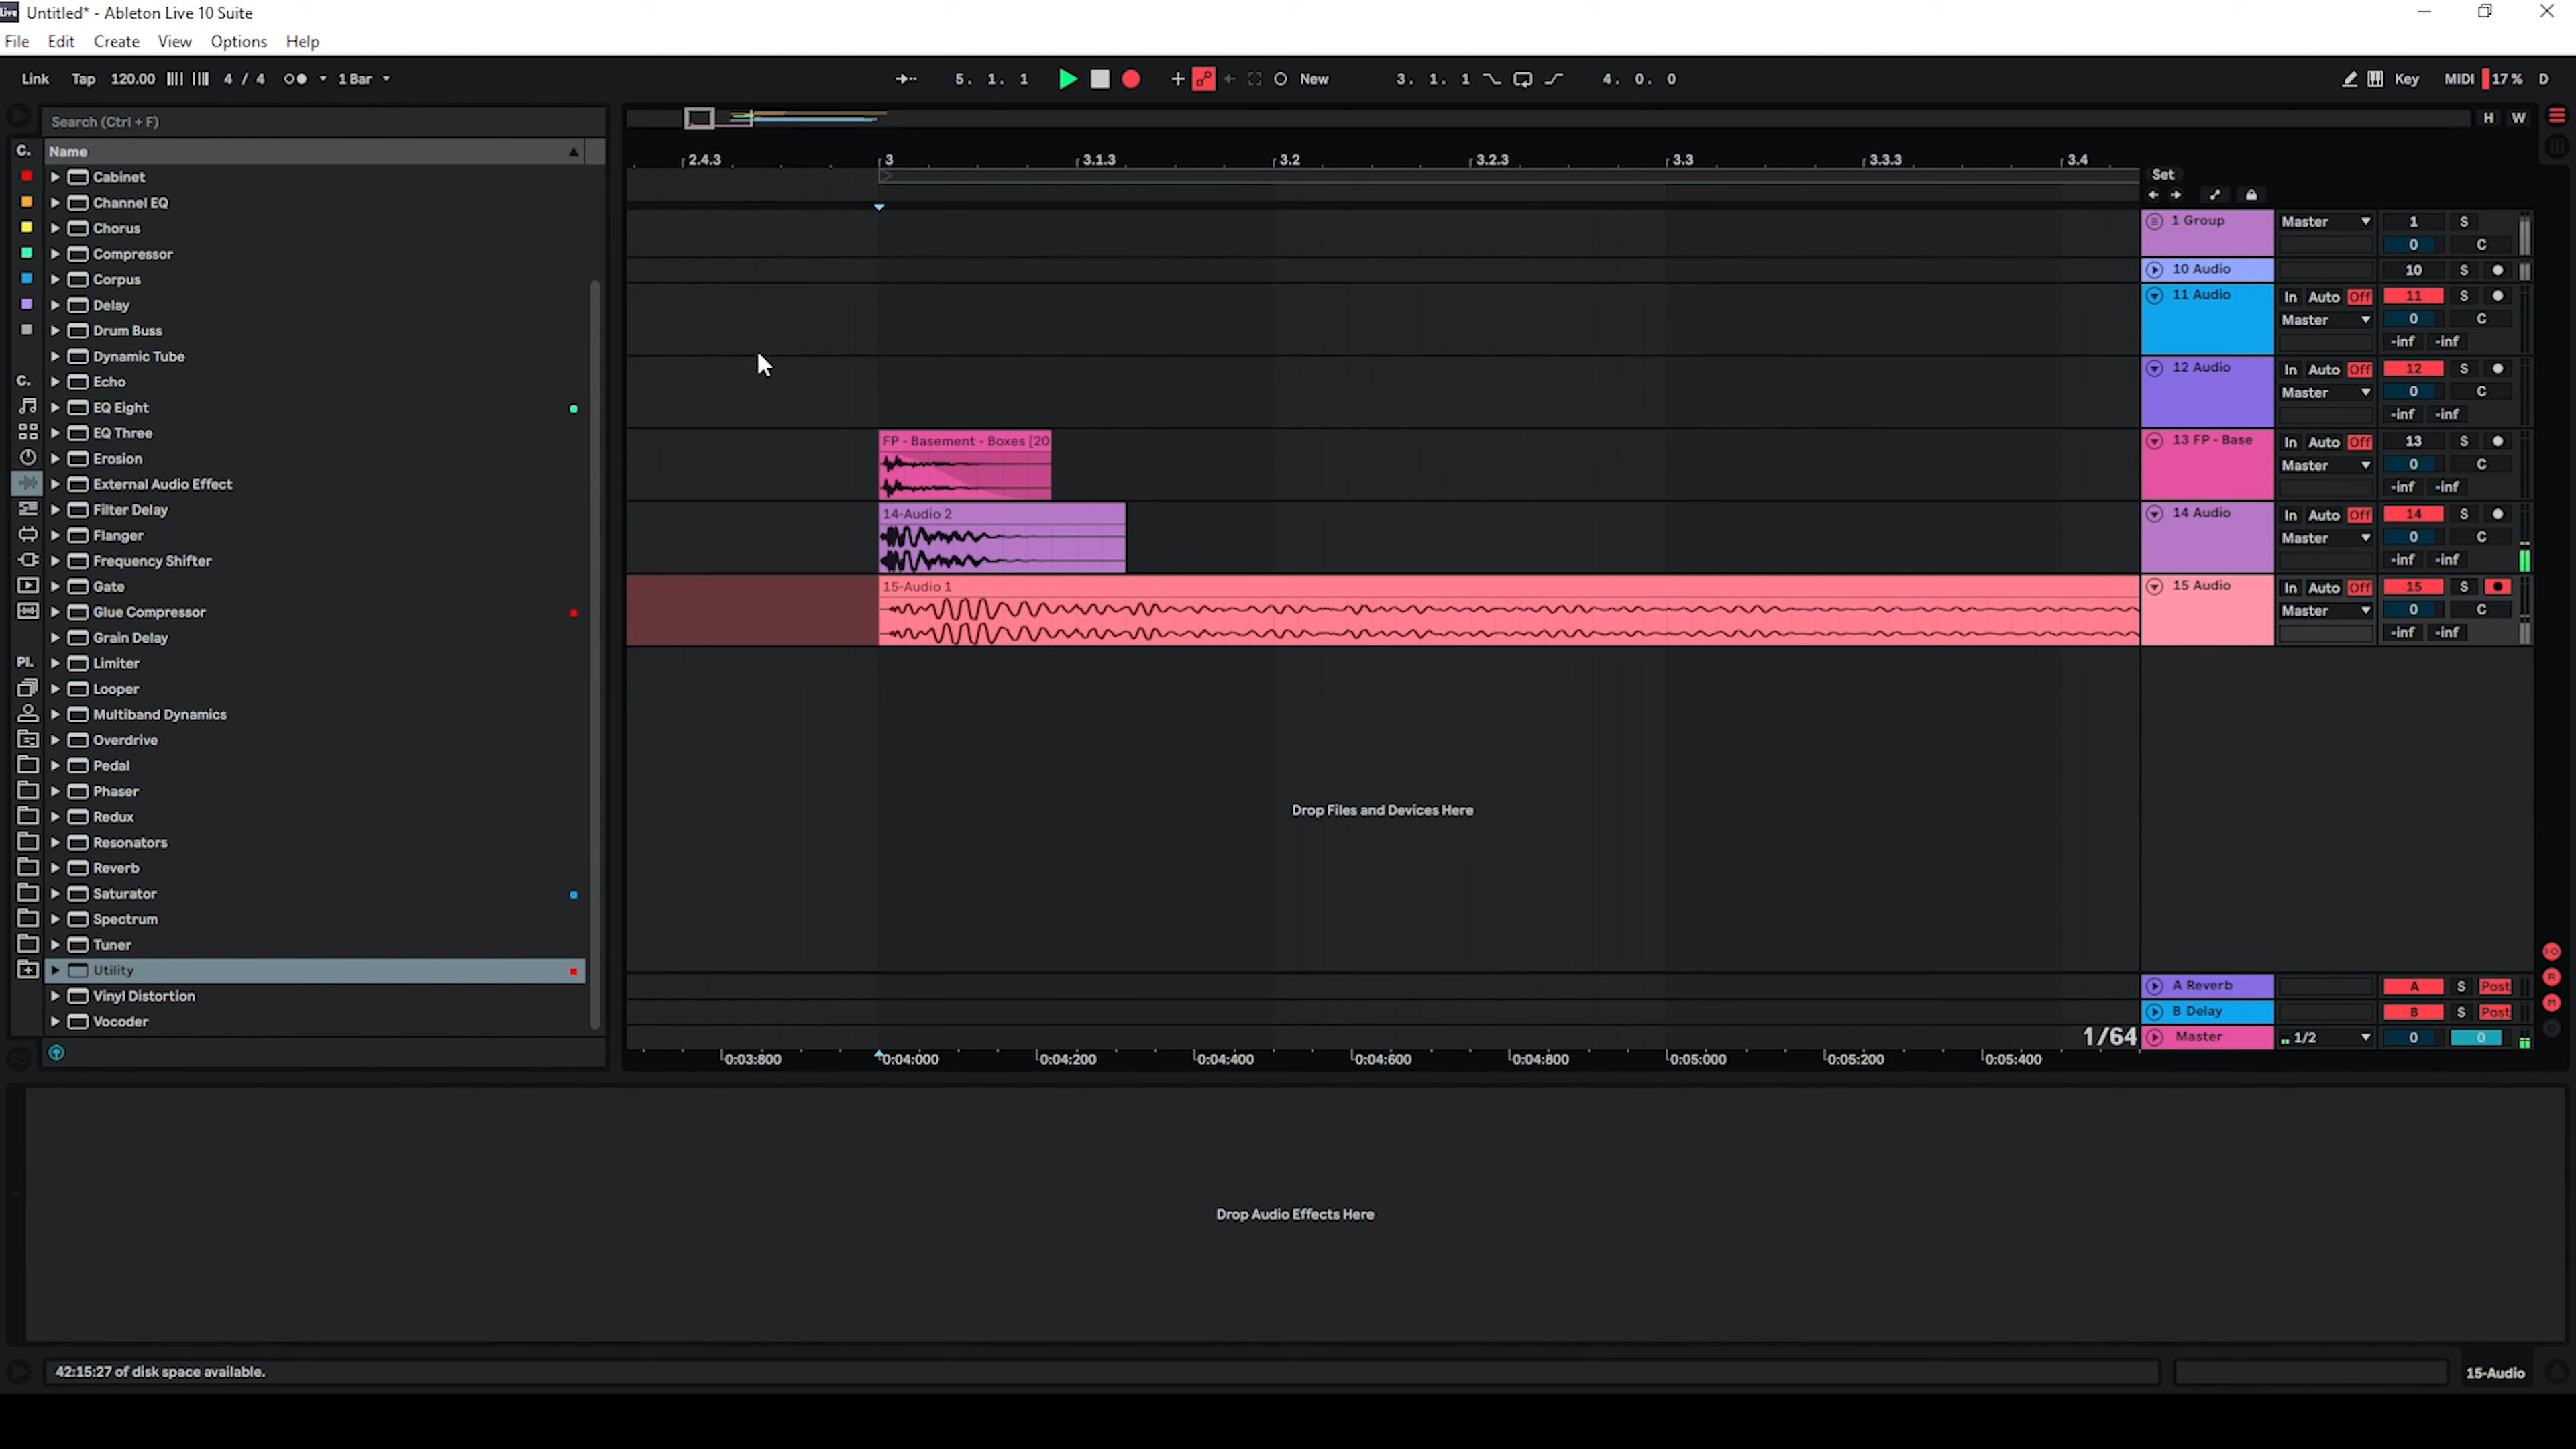 Live Untitled* - Ableton Live 10 Suite
File Edit Create View Options Help
Link Tap 120.00 4 / 4 1 Bar 5. 1. 1 New 3. 1. 1 4. 0. 0 Key MIDI 17 % D
Search (Ctrl + F)
H W
C. Name
2.4.3 3 3.1.3 3.2 3.2.3 3.3 3.3.3 3.4
Set
Cabinet
Channel EQ
Chorus
Compressor
Corpus
Delay
Drum Buss
Dynamic Tube
C. Echo
EQ Eight
EQ Three
Erosion
External Audio Effect
Filter Delay
Flanger
Frequency Shifter
Gate
Glue Compressor
Grain Delay
Pl. Limiter
Looper
Multiband Dynamics
Overdrive
Pedal
Phaser
Redux
Resonators
Reverb
Saturator
Spectrum
Tuner
Utility
Vinyl Distortion
Vocoder
1 Group Master 1 S
0 C
10 Audio 10 S
11 Audio In Auto Off 11 S
Master 0 C
-inf -inf
12 Audio In Auto Off 12 S
Master 0 C
-inf -inf
FP - Basement - Boxes [20
13 FP - Base In Auto Off 13 S
Master 0 C
-inf -inf
14-Audio 2
14 Audio In Auto Off 14 S
Master 0 C
-inf -inf
15-Audio 1
15 Audio In Auto Off 15 S
Master 0 C
-inf -inf
Drop Files and Devices Here
A Reverb A S Post
B Delay B S Post
1/64 Master 1/2 0 0
0:03:800 0:04:000 0:04:200 0:04:400 0:04:600 0:04:800 0:05:000 0:05:200 0:05:400
Drop Audio Effects Here
42:15:27 of disk space available.
15-Audio